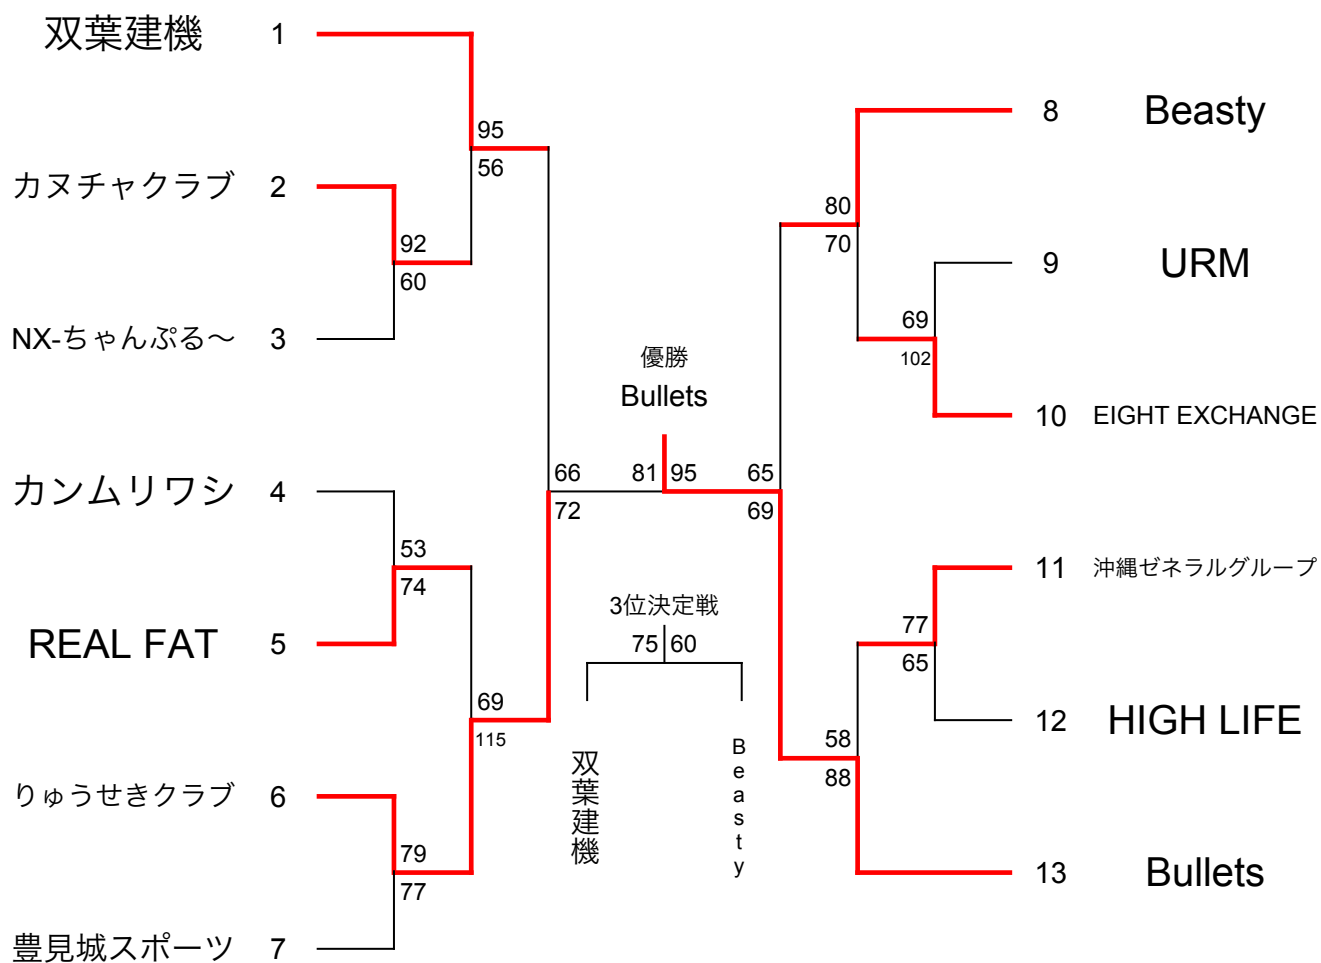 双葉建機 1
95
56
カヌチャクラブ 2
92
60
NX-ちゃんぷる～ 3
カンムリワシ 4
53
74
REAL FAT 5
69
115
りゅうせきクラブ 6
79
77
豊見城スポーツ 7
66
72
優勝
Bullets
81 95
3位決定戦
75 60
双葉建機
Beasty
65
69
8 Beasty
80
70
9 URM
69
102
10 EIGHT EXCHANGE
11 沖縄ゼネラルグループ
77
65
12 HIGH LIFE
58
88
13 Bullets